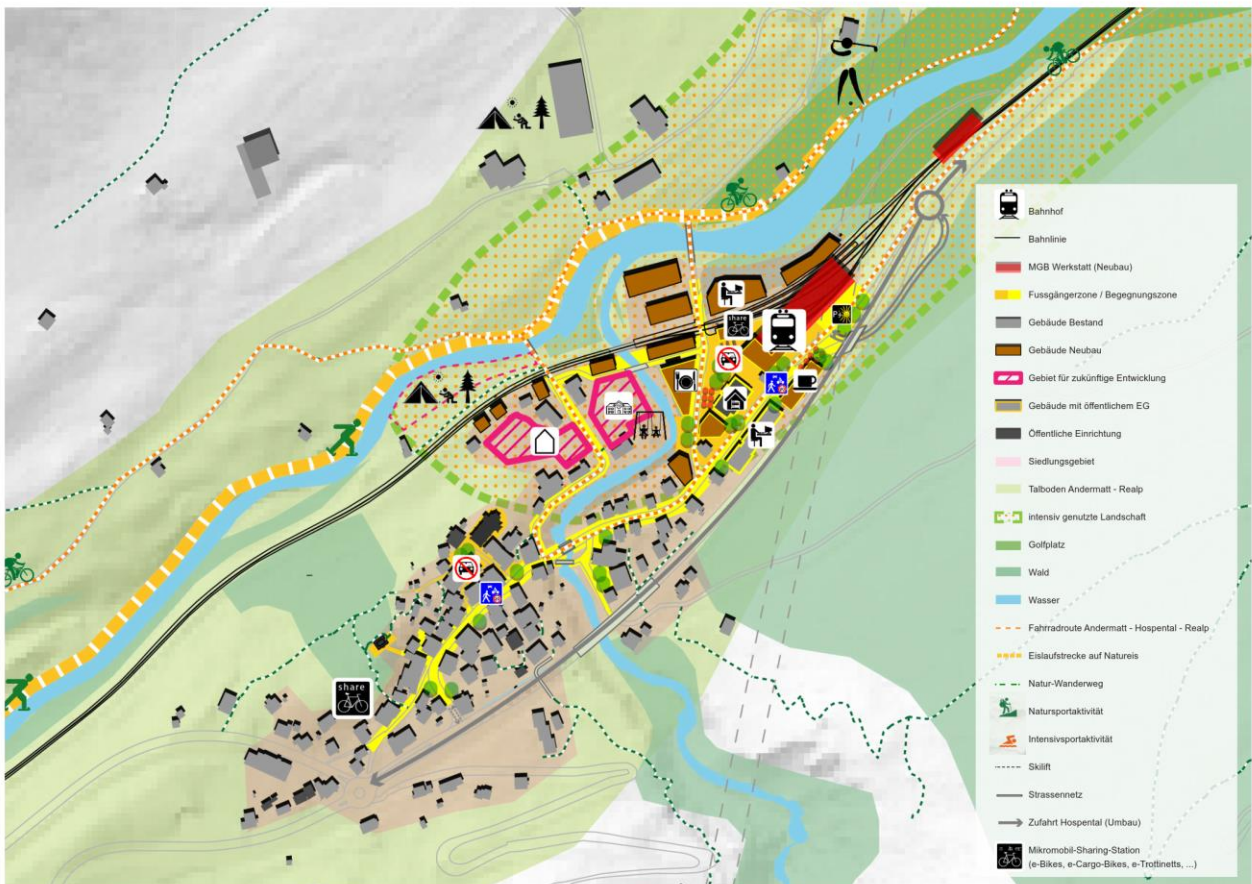 share
P+
share
Bahnhof
Bahnlinie
MGB Werkstatt (Neubau)
Fussgängerzone / Begegnungszone
Gebäude Bestand
Gebäude Neubau
Gebiet für zukünftige Entwicklung
Gebäude mit öffentlichem EG
Öffentliche Einrichtung
Siedlungsgebiet
Talboden Andermatt - Realp
intensiv genutzte Landschaft
Golfplatz
Wald
Wasser
Fahrradroute Andermatt - Hospental - Realp
Eislaufstrecke auf Natureis
Natur-Wanderweg
Natursportaktivität
Intensivsportaktivität
Skilift
Strassennetz
Zufahrt Hospental (Umbau)
Mikromobil-Sharing-Station
(e-Bikes, e-Cargo-Bikes, e-Trottinetts, ...)